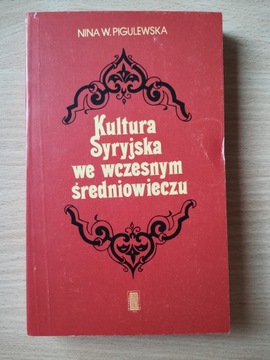 NINA W. PIGULEWSKA
Kultura
Syryjska
we wczesnym
średniowieczu